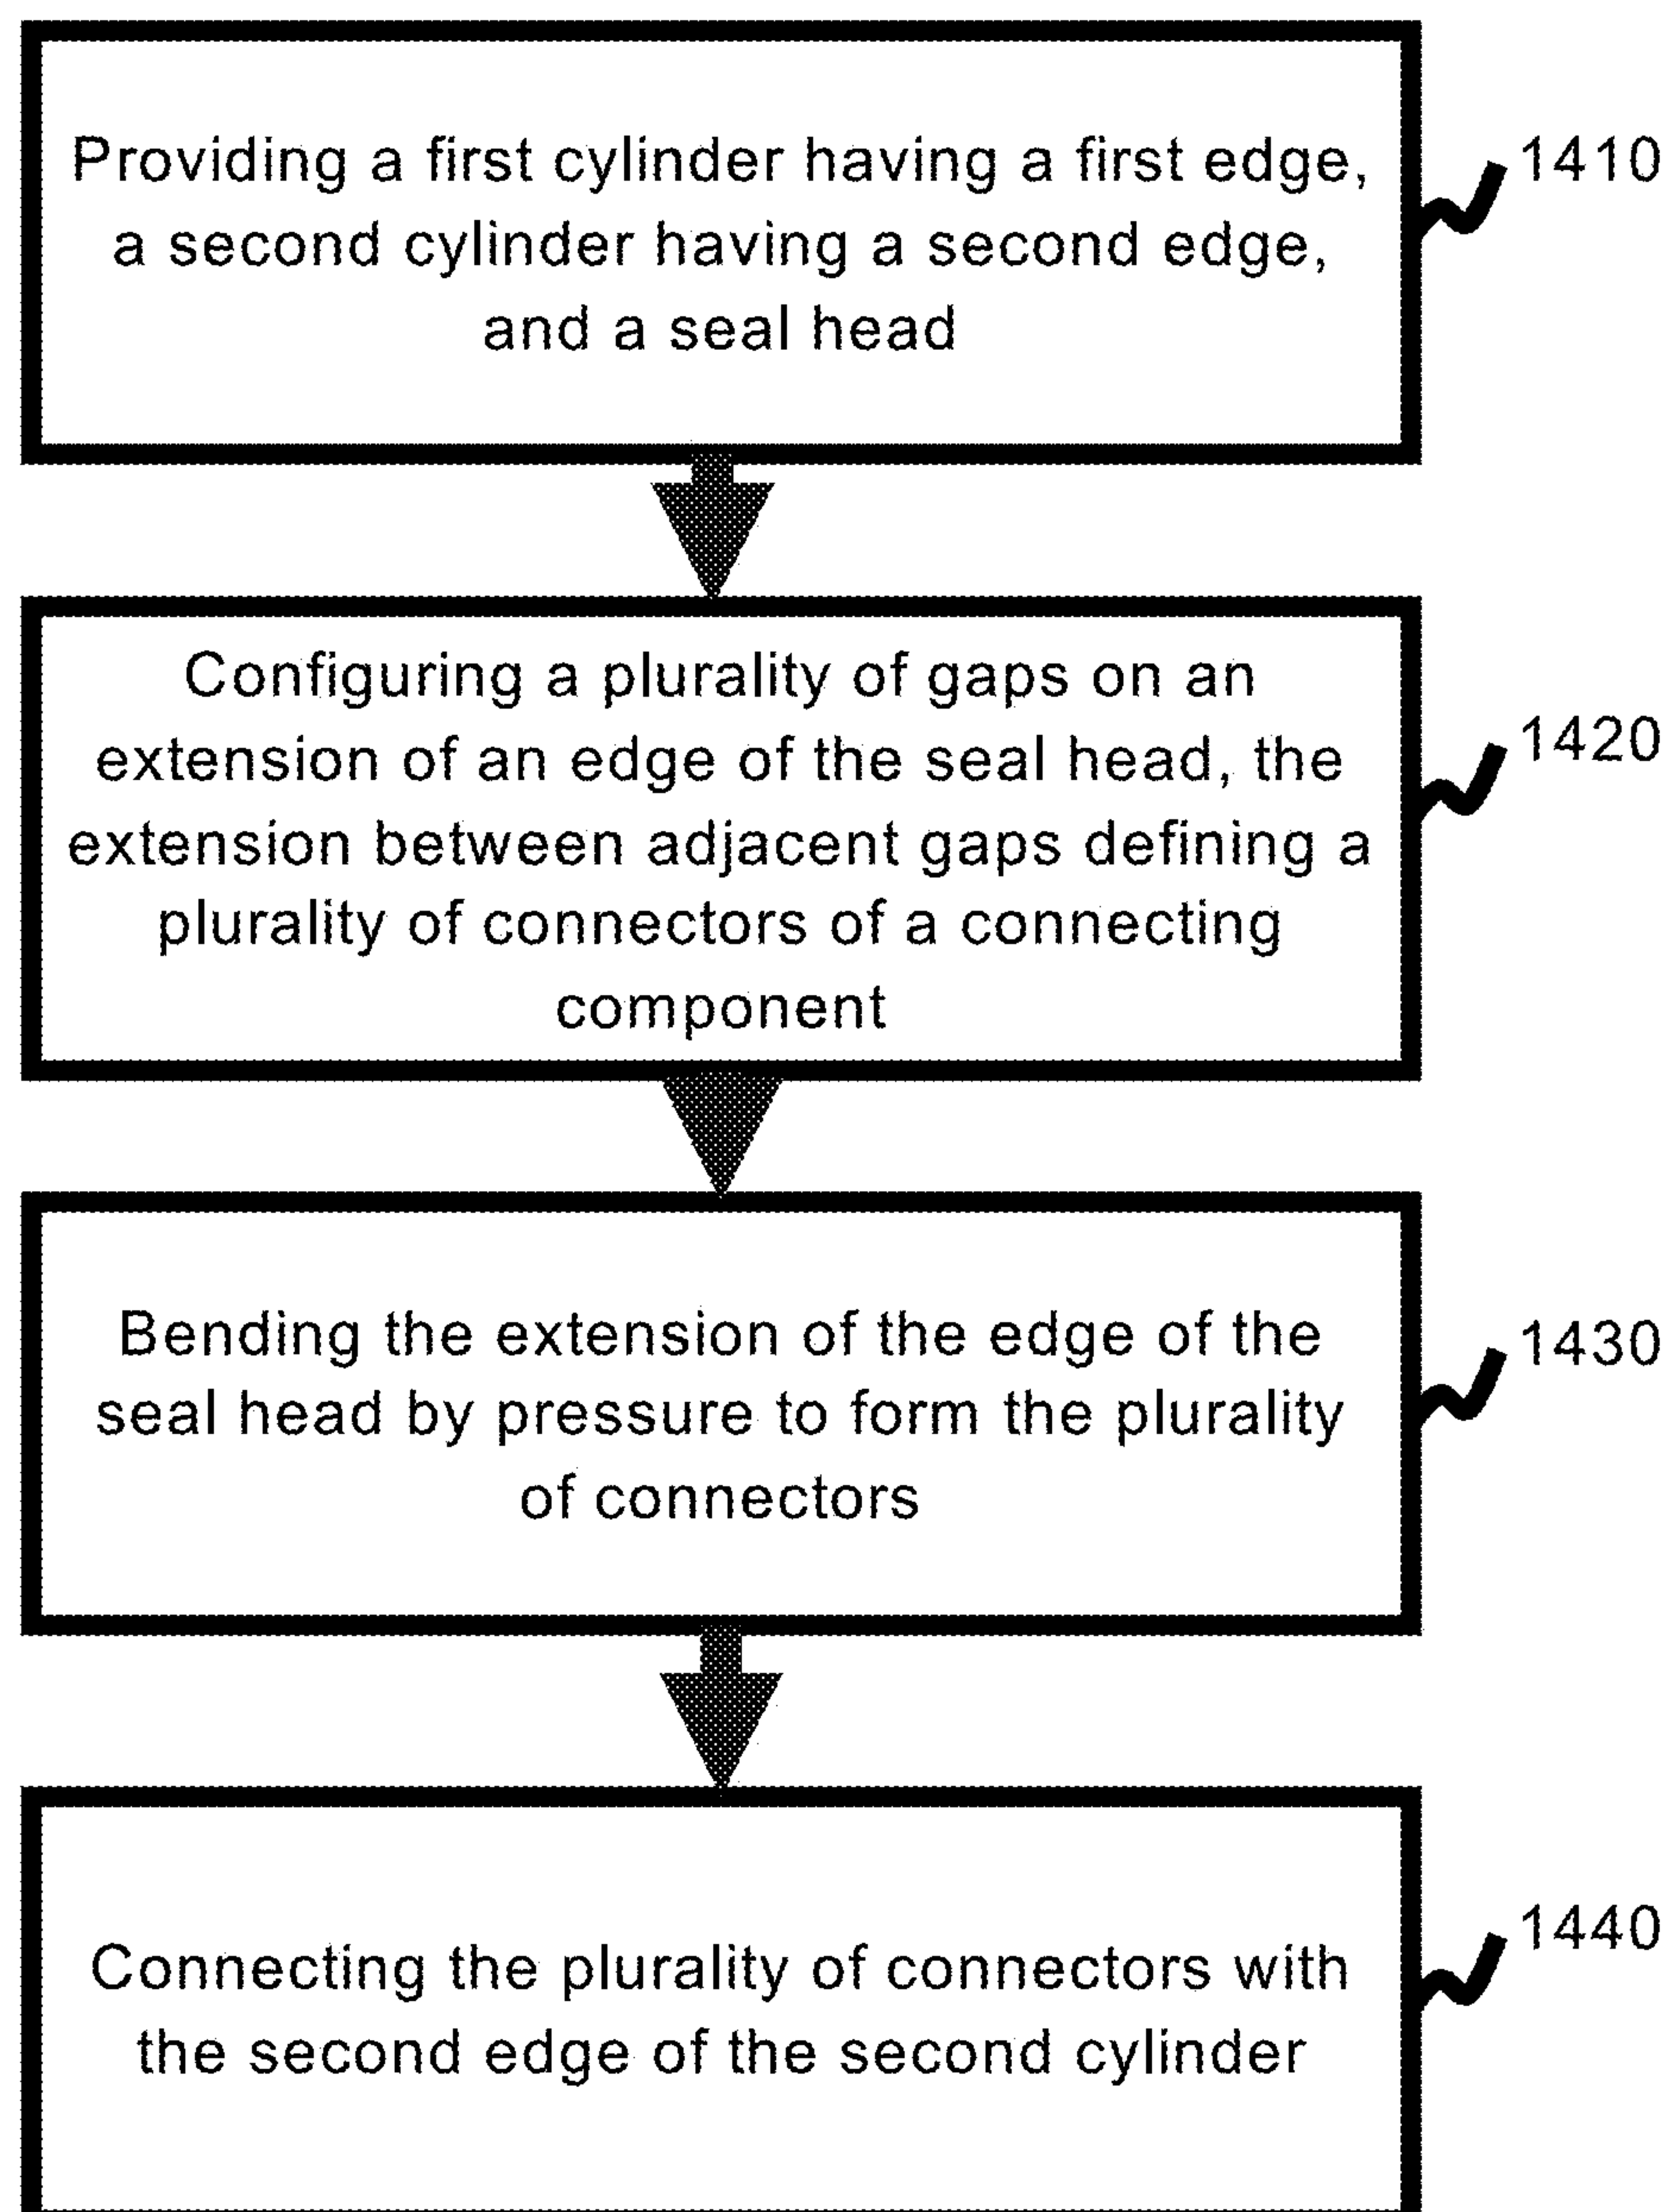 Providing a first cylinder having a first edge,
a second cylinder having a second edge,
and a seal head
1410
Configuring a plurality of gaps on an
extension of an edge of the seal head, the
extension between adjacent gaps defining a
plurality of connectors of a connecting
component
1420
Bending the extension of the edge of the
seal head by pressure to form the plurality
of connectors
1430
Connecting the plurality of connectors with
the second edge of the second cylinder
1440